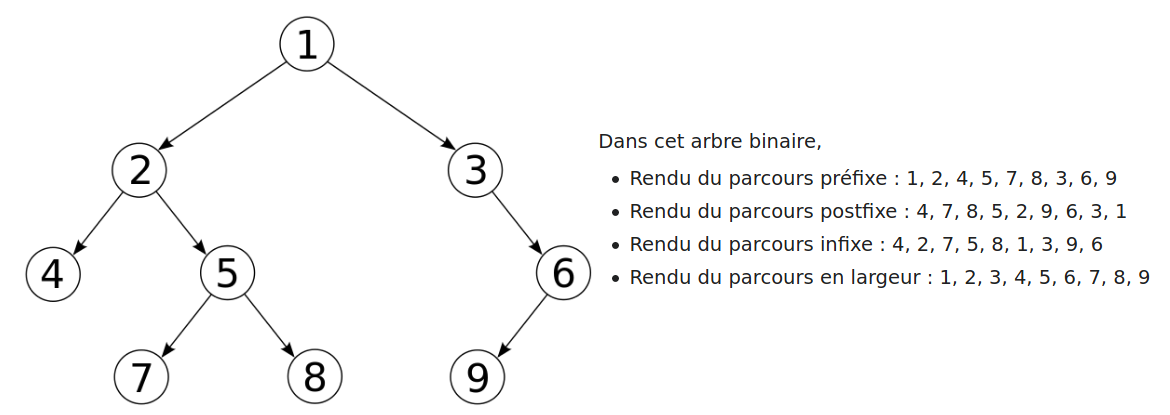 1
2
3
4
5
6
7
8
9
Dans cet arbre binaire,
• Rendu du parcours préfixe : 1, 2, 4, 5, 7, 8, 3, 6, 9
• Rendu du parcours postfixe : 4, 7, 8, 5, 2, 9, 6, 3, 1
• Rendu du parcours infixe : 4, 2, 7, 5, 8, 1, 3, 9, 6
• Rendu du parcours en largeur : 1, 2, 3, 4, 5, 6, 7, 8, 9